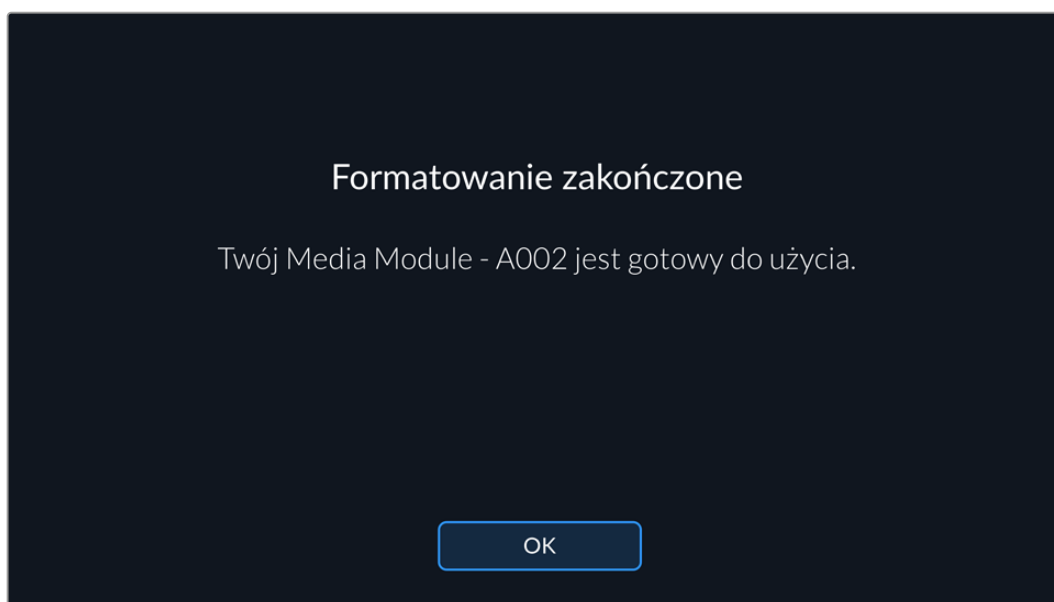 Formatowanie zakończone
Twój Media Module - A002 jest gotowy do użycia.
OK